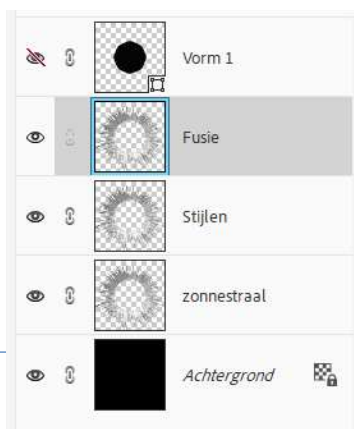 Vorm 1
Fusie
Stijlen
zonnestraal
Achtergrond